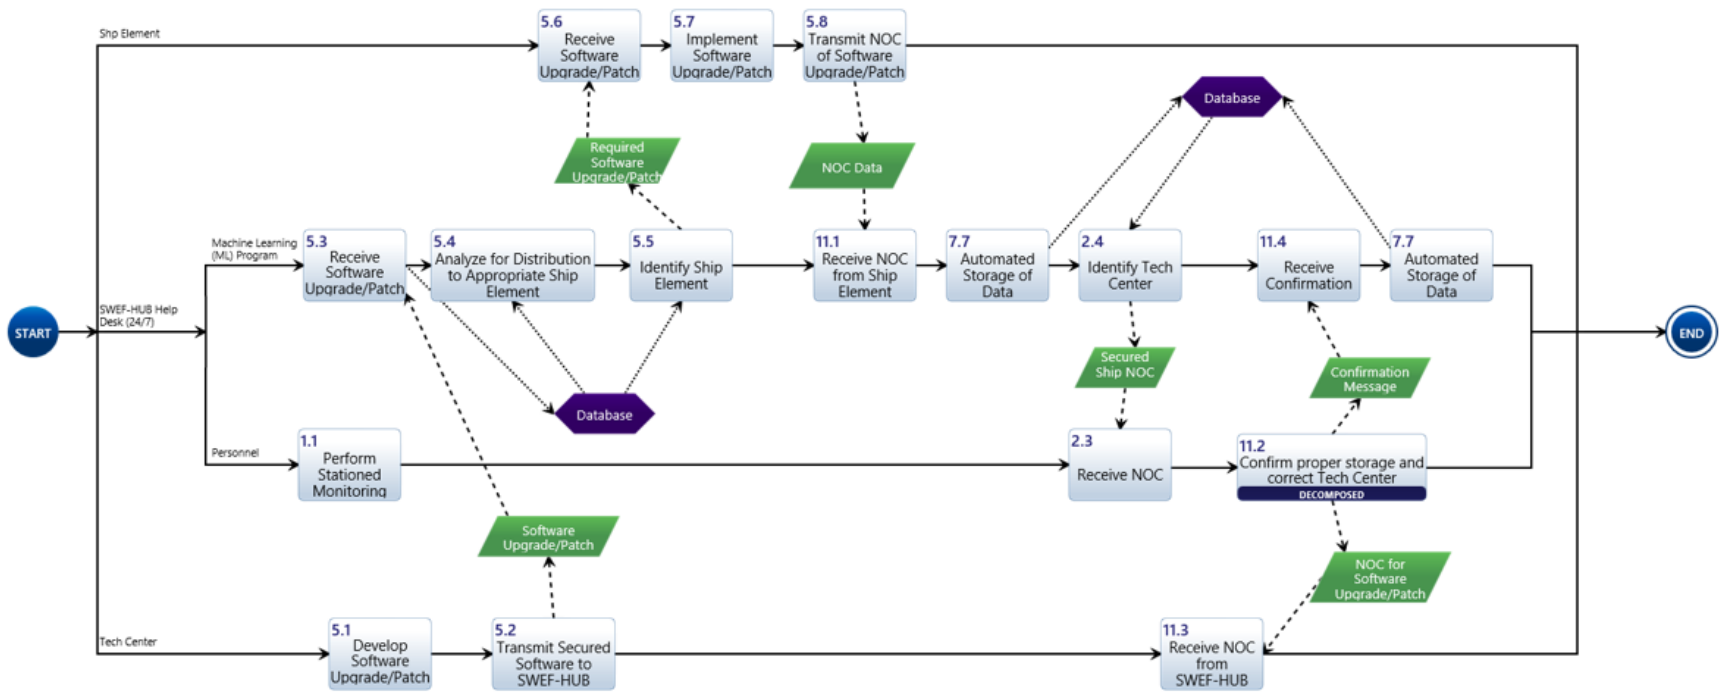 Shp Element
5.6
Receive
Software
Upgrade/Patch
5.7
Implement
Software
Upgrade/Patch
5.8
Transmit NOC
of Software
Upgrade/Patch
Database
Required
Software
Upgrade/Patch
NOC Data
Machine Learning
(ML) Program
5.3
Receive
Software
Upgrade/Patch
5.4
Analyze for Distribution
to Appropriate Ship
Element
5.5
Identify Ship
Element
11.1
Receive NOC
from Ship
Element
7.7
Automated
Storage of
Data
2.4
Identify Tech
Center
11.4
Receive
Confirmation
7.7
Automated
Storage of
Data
START
SWEF-HUB Help
Desk (24/7)
END
Secured
Ship NOC
Confirmation
Message
Database
Personnel
1.1
Perform
Stationed
Monitoring
2.3
Receive NOC
11.2
Confirm proper storage and
correct Tech Center
DECOMPOSED
Software
Upgrade/Patch
NOC for
Software
Upgrade/Patch
Tech Center
5.1
Develop
Software
Upgrade/Patch
5.2
Transmit Secured
Software to
SWEF-HUB
11.3
Receive NOC
from
SWEF-HUB